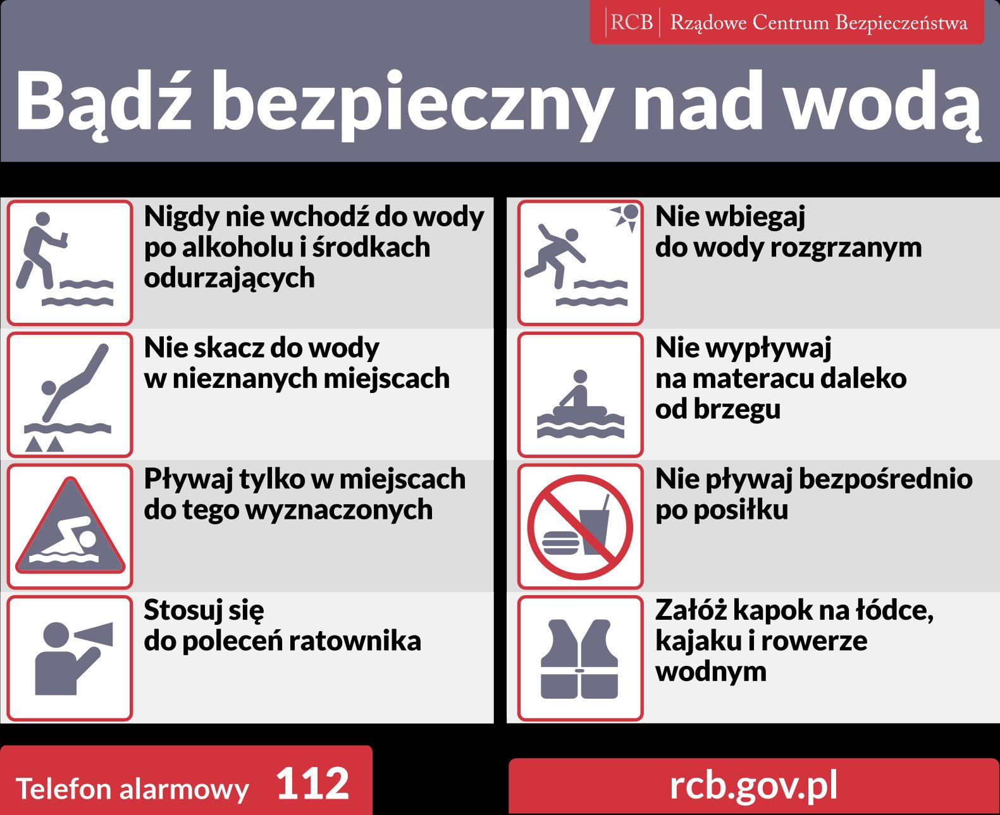 RCB Rządowe Centrum Bezpieczeństwa
Bądź bezpieczny nad wodą
Nigdy nie wchodź do wody
po alkoholu i środkach
odurzających
Nie skacz do wody
w nieznanych miejscach
Pływaj tylko w miejscach
do tego wyznaczonych
Stosuj się
do poleceń ratownika
Nie wbiegaj
do wody rozgrzanym
Nie wypływaj
na materacu daleko
od brzegu
Nie pływaj bezpośrednio
po posiłku
Załóż kapok na łódce,
kajaku i rowerze
wodnym
Telefon alarmowy 112
rcb.gov.pl